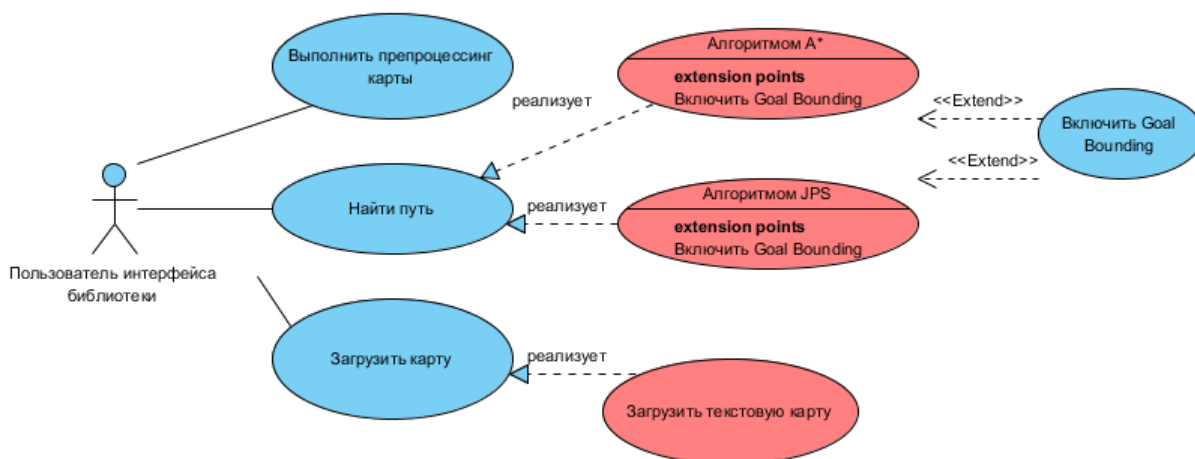 Выполнить препроцессинг
карты
Алгоритмом A*
extension points
Включить Goal Bounding
реализует
<<Extend>>
Включить Goal
Bounding
<<Extend>>
Найти путь
реализует
Алгоритмом JPS
extension points
Включить Goal Bounding
Пользователь интерфейса
библиотеки
Загрузить карту
реализует
Загрузить текстовую карту